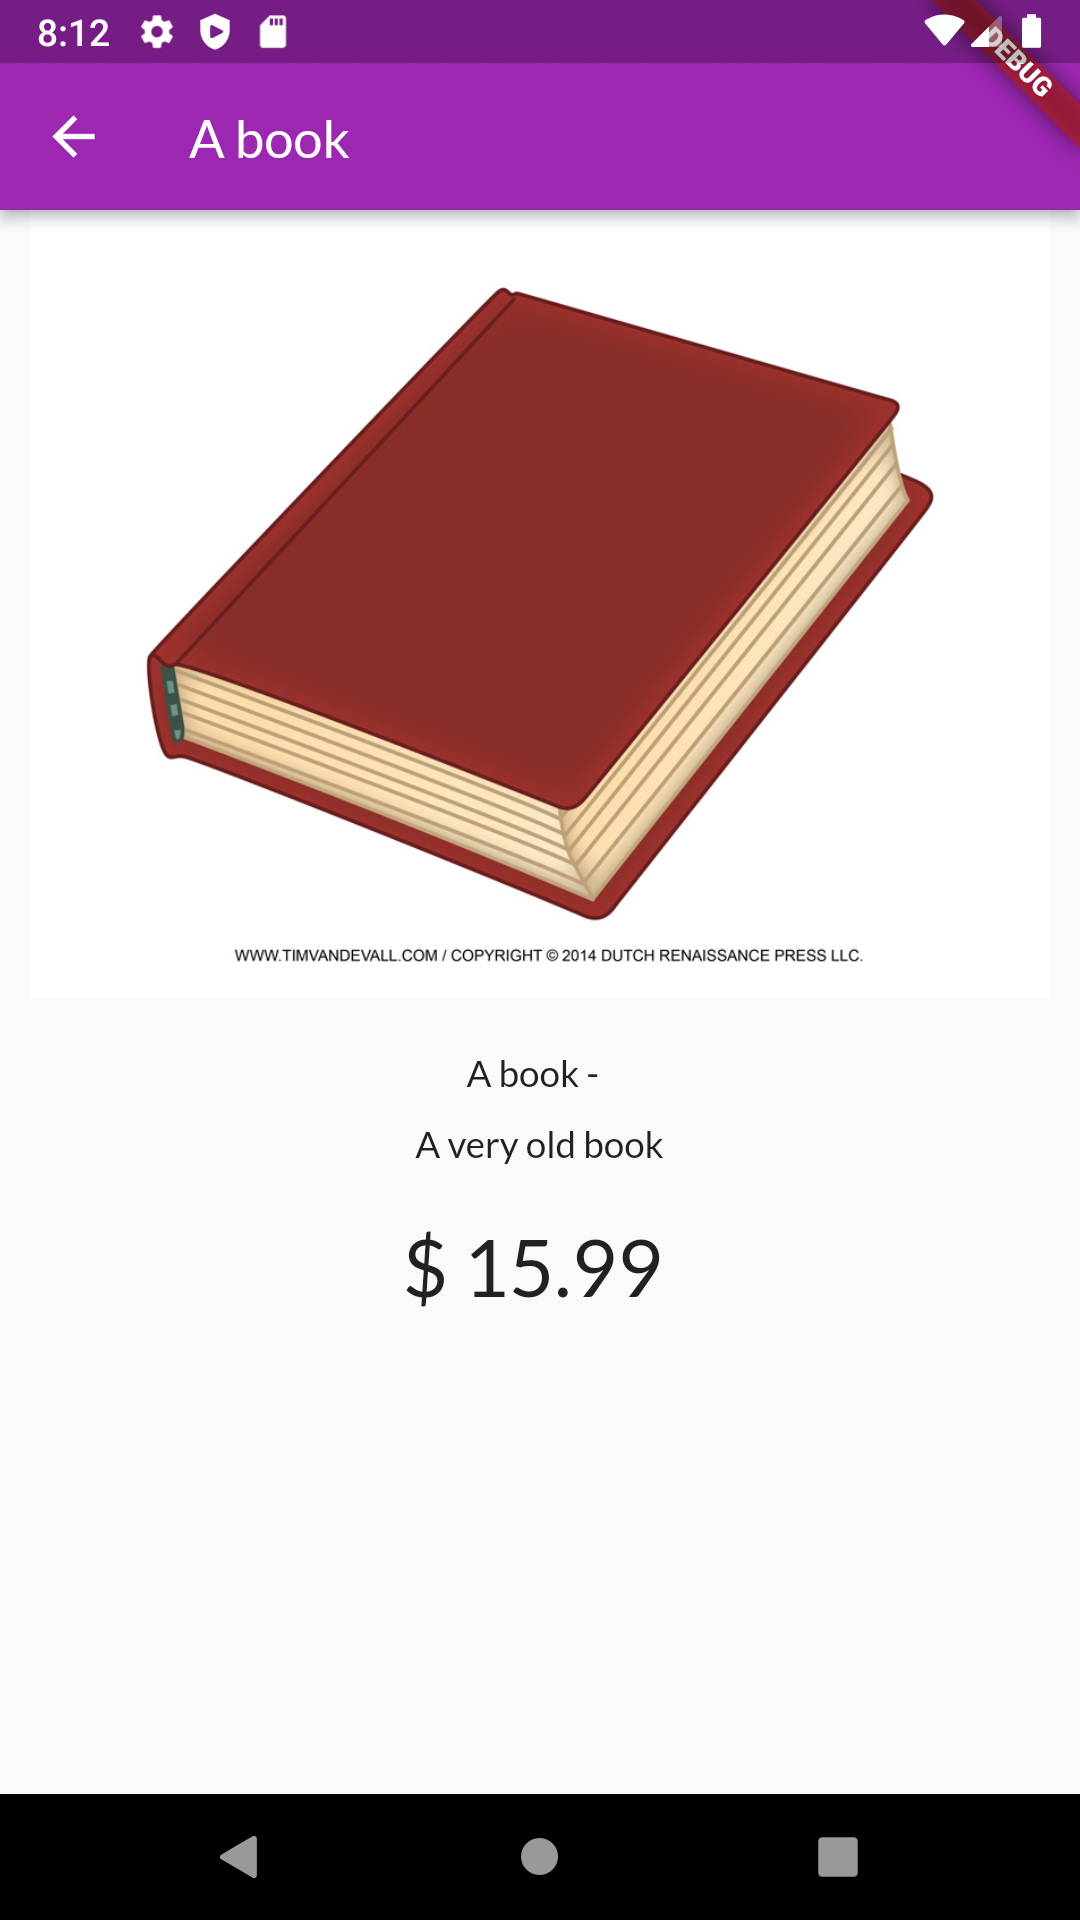 8:12
DEBUG
A book
WWW.TIMVANDEVALL.COM / COPYRIGHT © 2014 DUTCH RENAISSANCE PRESS LLC.
A book -
A very old book
$ 15.99